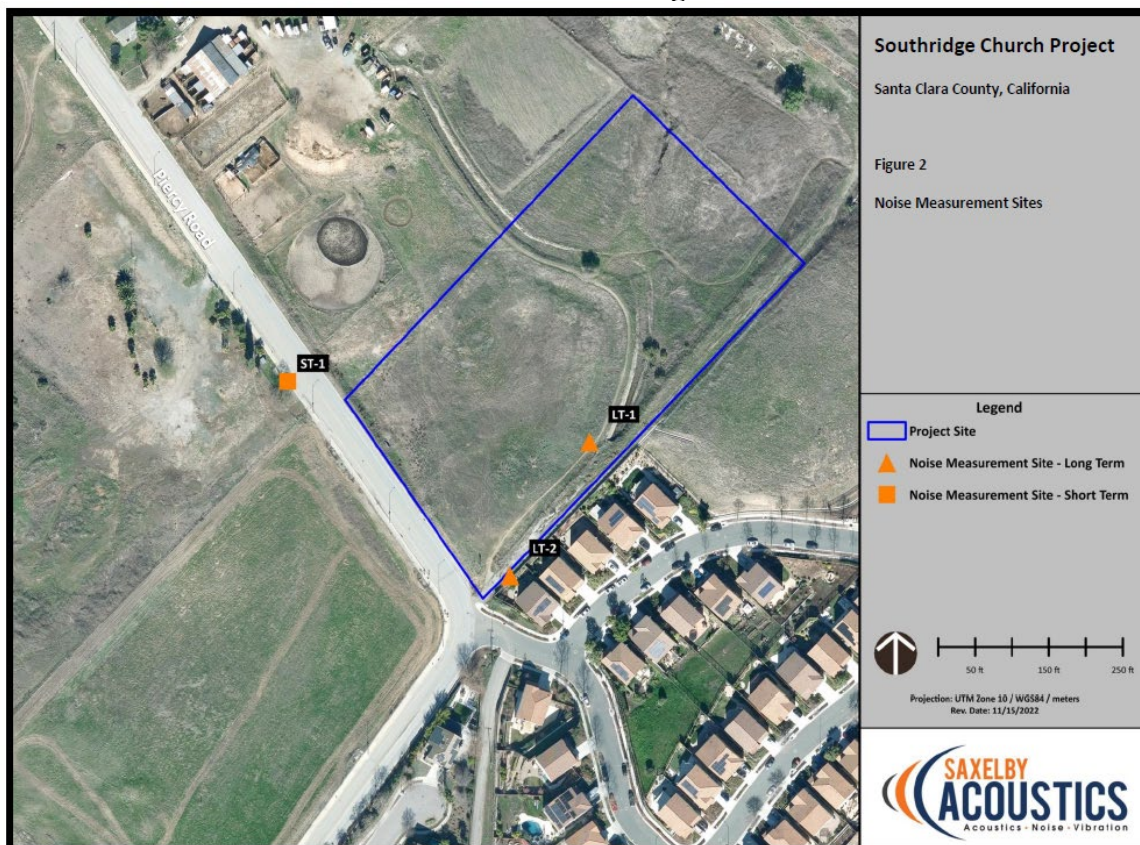 Southridge Church Project
Santa Clara County, California
Figure 2
Noise Measurement Sites
Piercy Road
ST-1
LT-1
LT-2
Legend
Project Site
Noise Measurement Site - Long Term
Noise Measurement Site - Short Term
50 ft 150 ft 250 ft
Projection: UTM Zone 10 / WGS84 / meters
Rev. Date: 11/15/2022
SAXELBY
ACOUSTICS
Acoustics - Noise - Vibration